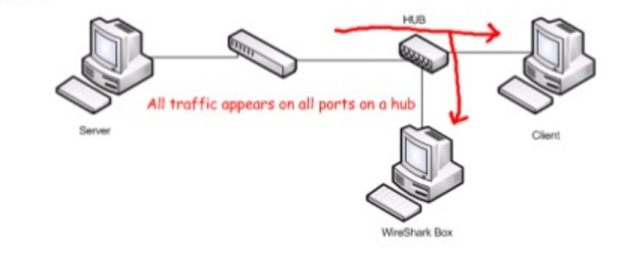 HUB
All traffic appears on all ports on a hub
Server
Client
WireShark Box